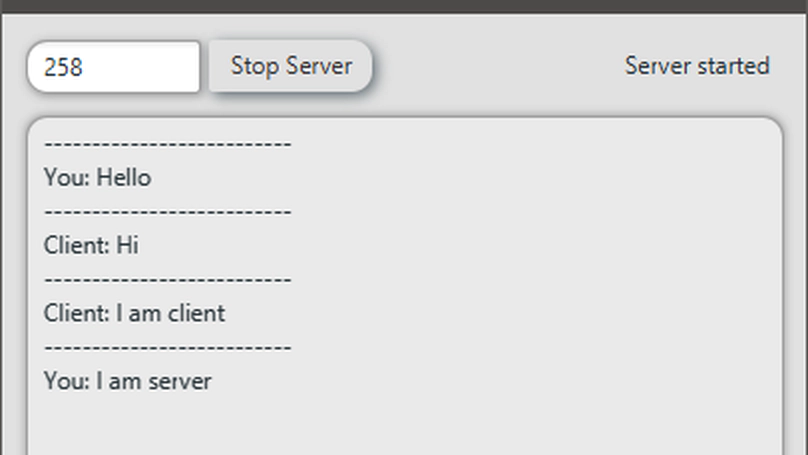 258 Stop Server Server started
--------------------------
You: Hello
--------------------------
Client: Hi
--------------------------
Client: I am client
--------------------------
You: I am server